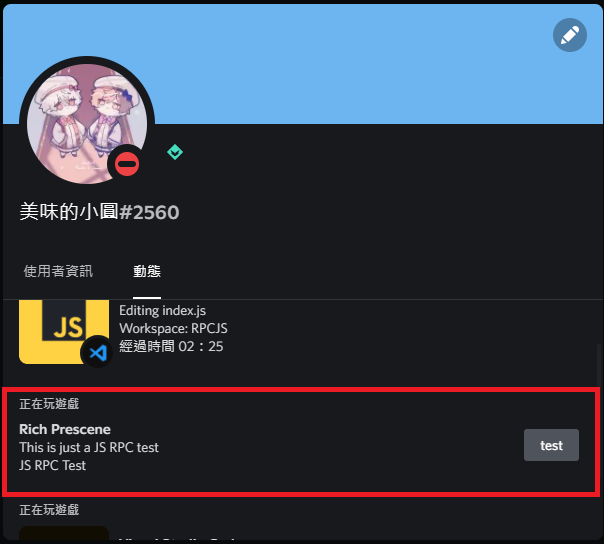 美味的小圓#2560
使用者資訊
動態
JS
Editing index.js
Workspace: RPCJS
經過時間 02：25
正在玩遊戲
Rich Prescene
This is just a JS RPC test
JS RPC Test
test
正在玩遊戲